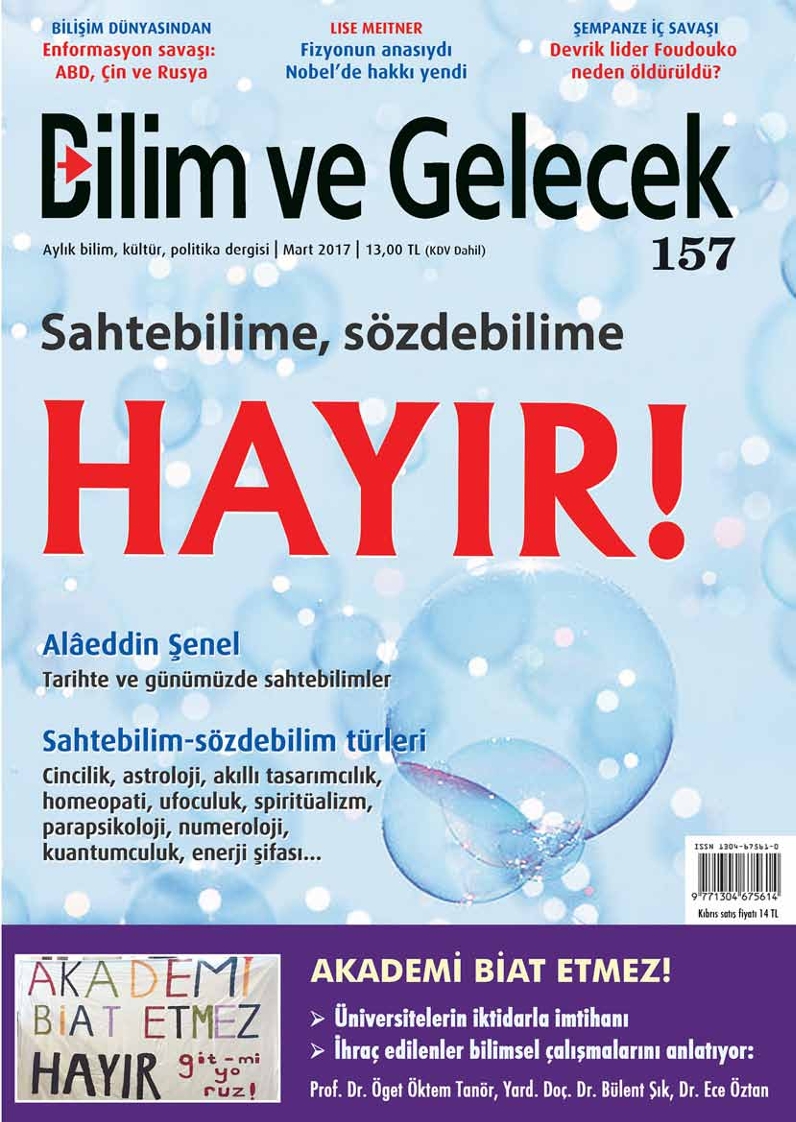 BİLİŞİM DÜNYASINDAN
Enformasyon savaşı:
ABD, Çin ve Rusya
LISE MEITNER
Fizyonun anasıydı
Nobel'de hakkı yendi
ŞEMPANZE İÇ SAVAŞI
Devrik lider Foudouko
neden öldürüldü?
Bilim ve Gelecek
Aylık bilim, kültür, politika dergisi | Mart 2017 | 13,00 TL (KDV Dahil)
157
Sahtebilime, sözdebilime
HAYIR!
Alâeddin Şenel
Tarihte ve günümüzde sahtebilimler
Sahtebilim-sözdebilim türleri
Cincilik, astroloji, akıllı tasarımcılık,
homeopati, ufoculuk, spiritüalizm,
parapsikoloji, numeroloji,
kuantumculuk, enerji şifası...
ISSN 1304-67561-0
9 771304 675614
Kıbrıs satış fiyatı 14 TL
AKADEMİ
BİAT ETMEZ
HAYIR git-mi
yo
ruz!
AKADEMİ BİAT ETMEZ!
➢ Üniversitelerin iktidarla imtihanı
➢ İhraç edilenler bilimsel çalışmalarını anlatıyor:
Prof. Dr. Öget Öktem Tanör, Yard. Doç. Dr. Bülent Şık, Dr. Ece Öztan